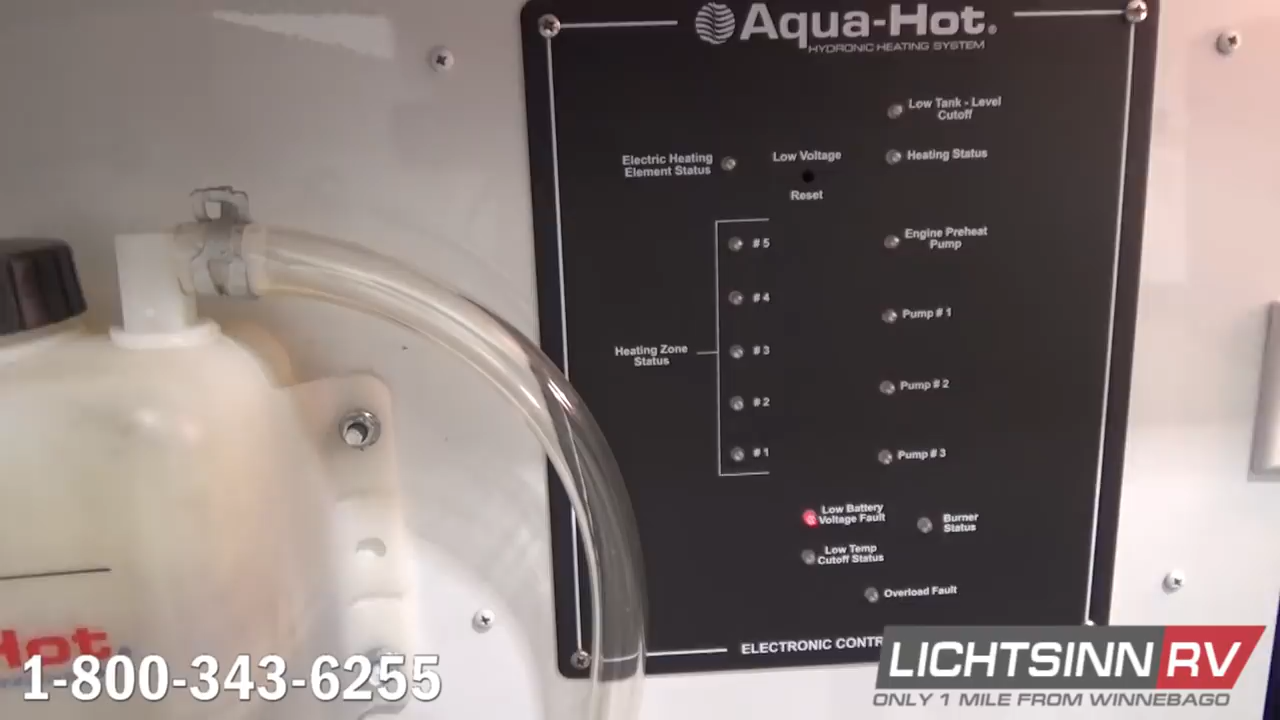 Aqua-Hot®
HYDRONIC HEATING SYSTEM
Low Tank - Level
Cutoff
Electric Heating
Element Status
Low Voltage
Reset
Heating Status
Engine Preheat
Pump
# 5
# 4
# 3
# 2
# 1
Heating Zone
Status
Pump # 1
Pump # 2
Pump # 3
Low Battery
Voltage Fault
Burner
Status
Low Temp
Cutoff Status
Overload Fault
ELECTRONIC CONTR
Hot
1-800-343-6255
LICHTSINN RV
ONLY 1 MILE FROM WINNEBAGO